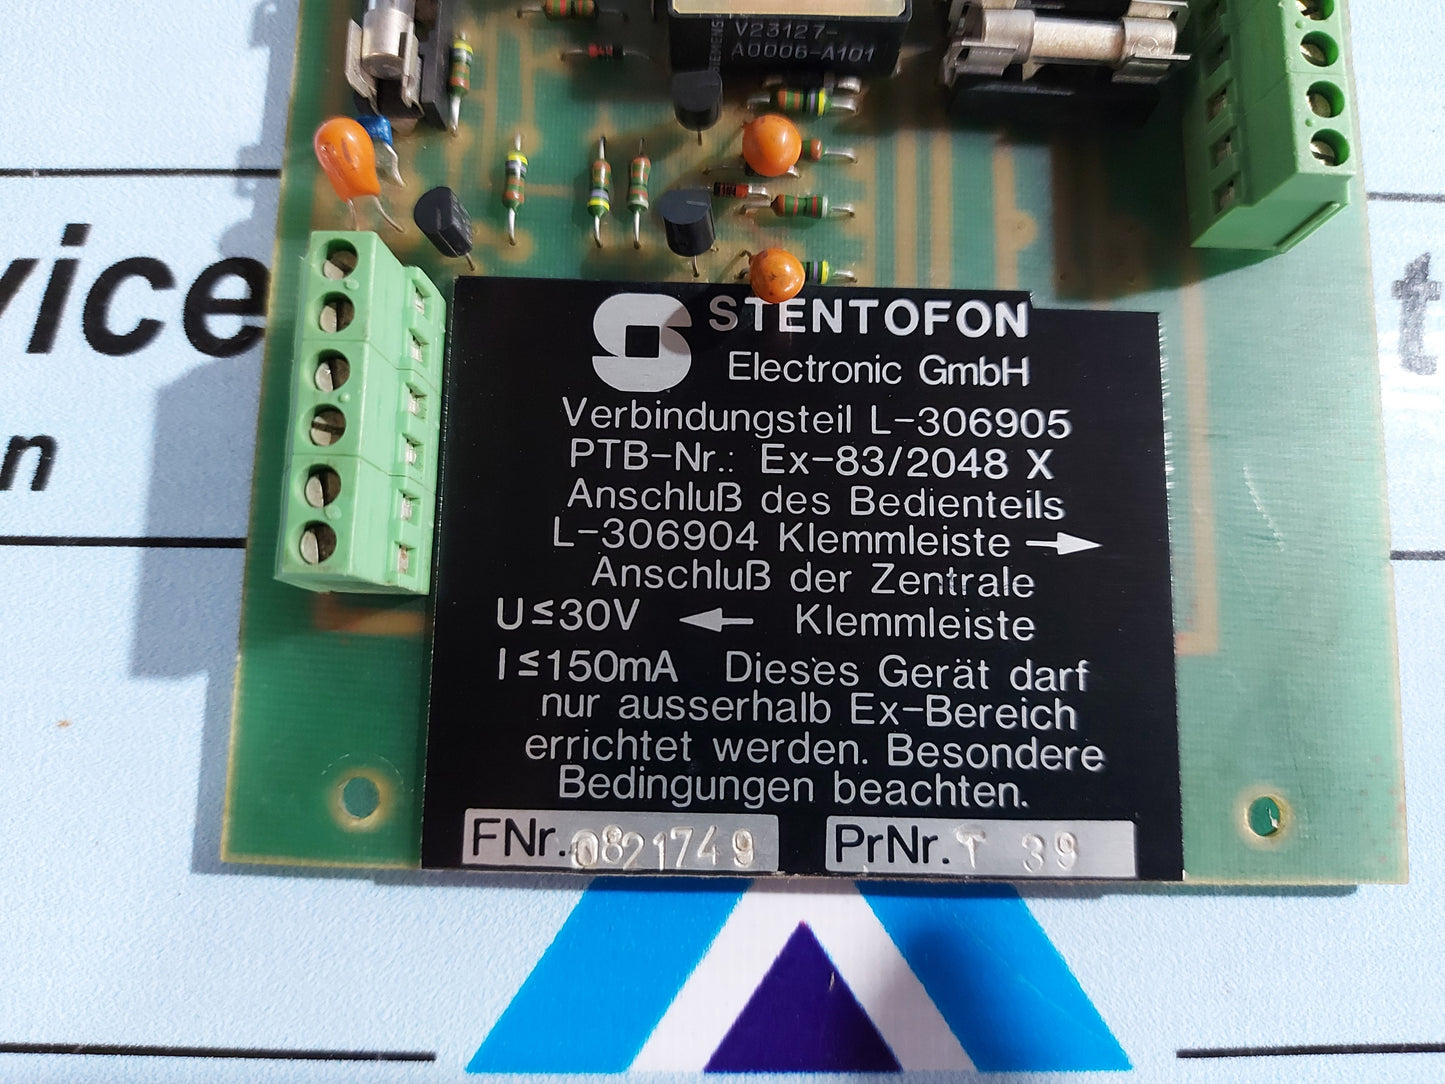 SIEMENS
V23127-
A0006-A101
vice
t
n
STENTOFON
Electronic GmbH
Verbindungsteil L-306905
PTB-Nr.: Ex-83/2048 X
Anschluß des Bedienteils
L-306904 Klemmleiste →
Anschluß der Zentrale
U≤30V ← Klemmleiste
I≤150mA Dieses Gerät darf
nur ausserhalb Ex-Bereich
errichtet werden. Besondere
Bedingungen beachten.
FNr. 0821749 PrNr. T 39